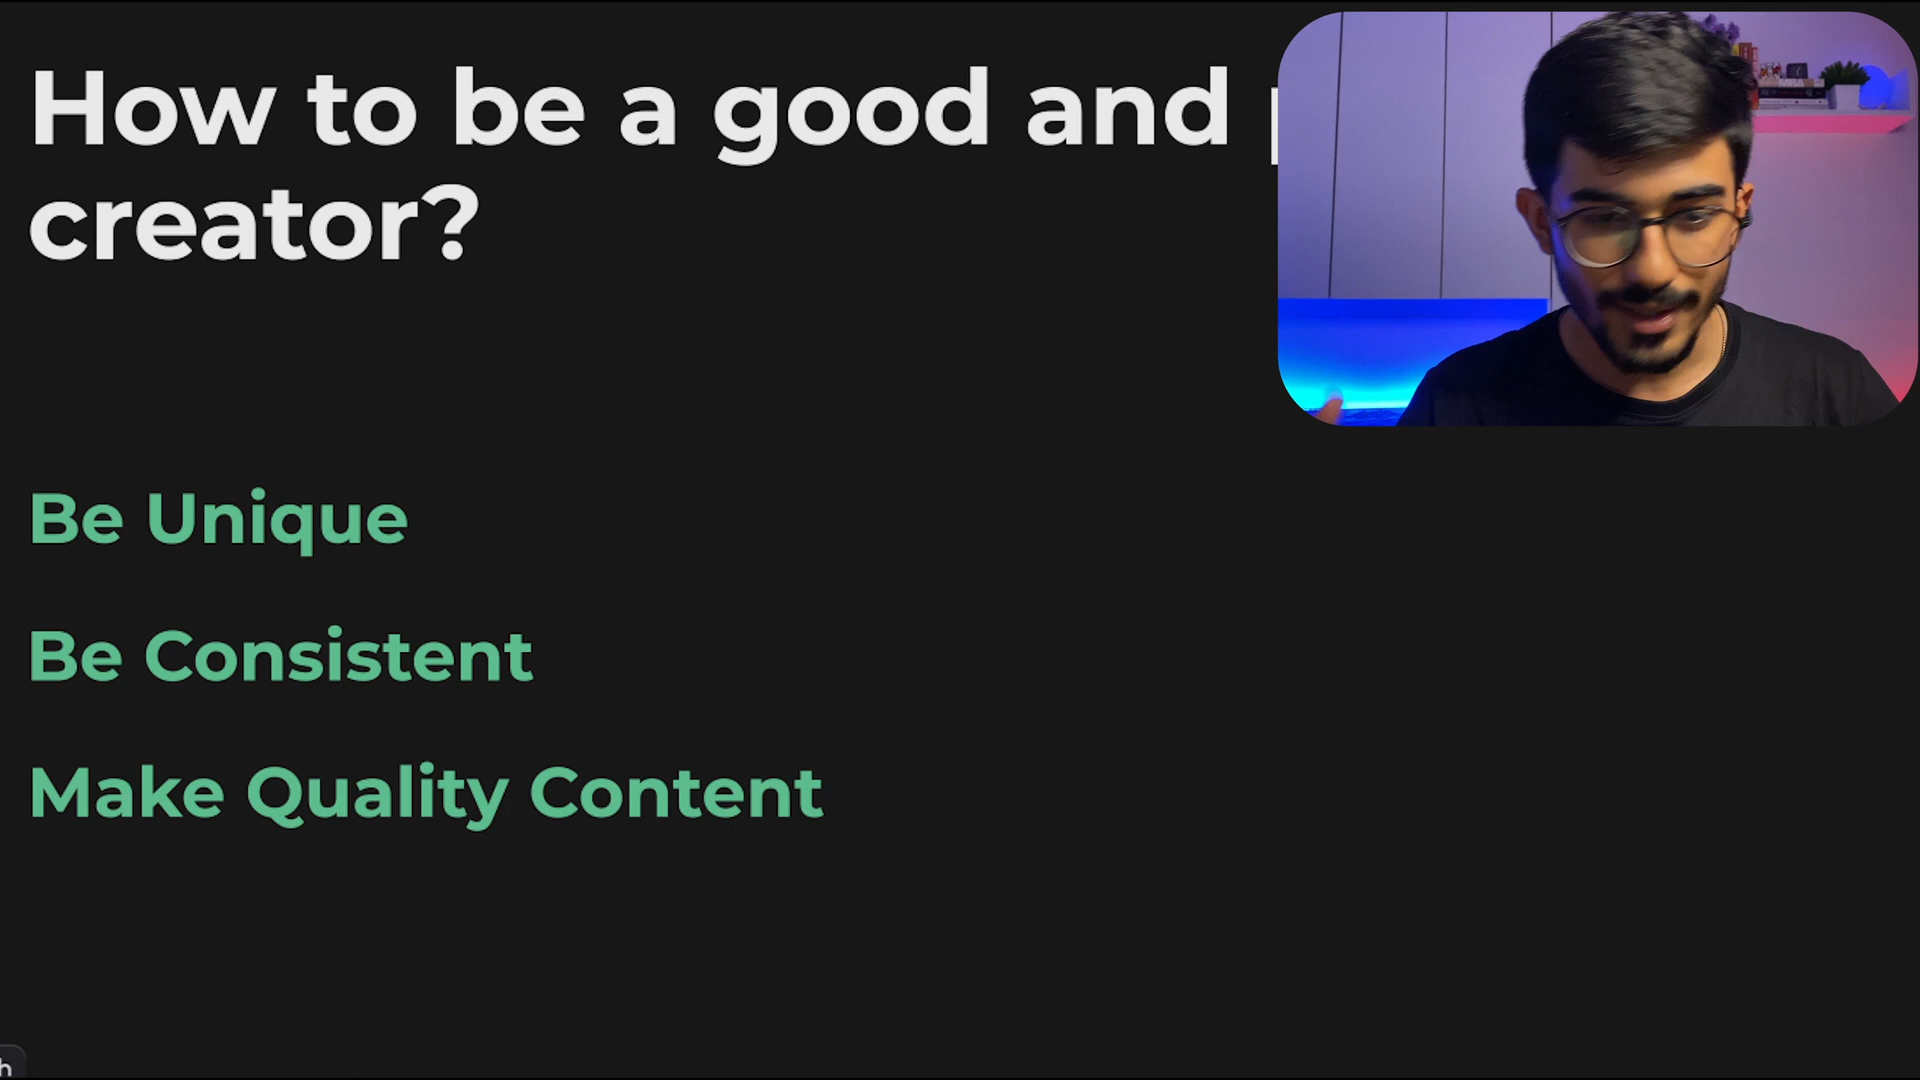 How to be a good and
creator?
Be Unique
Be Consistent
Make Quality Content